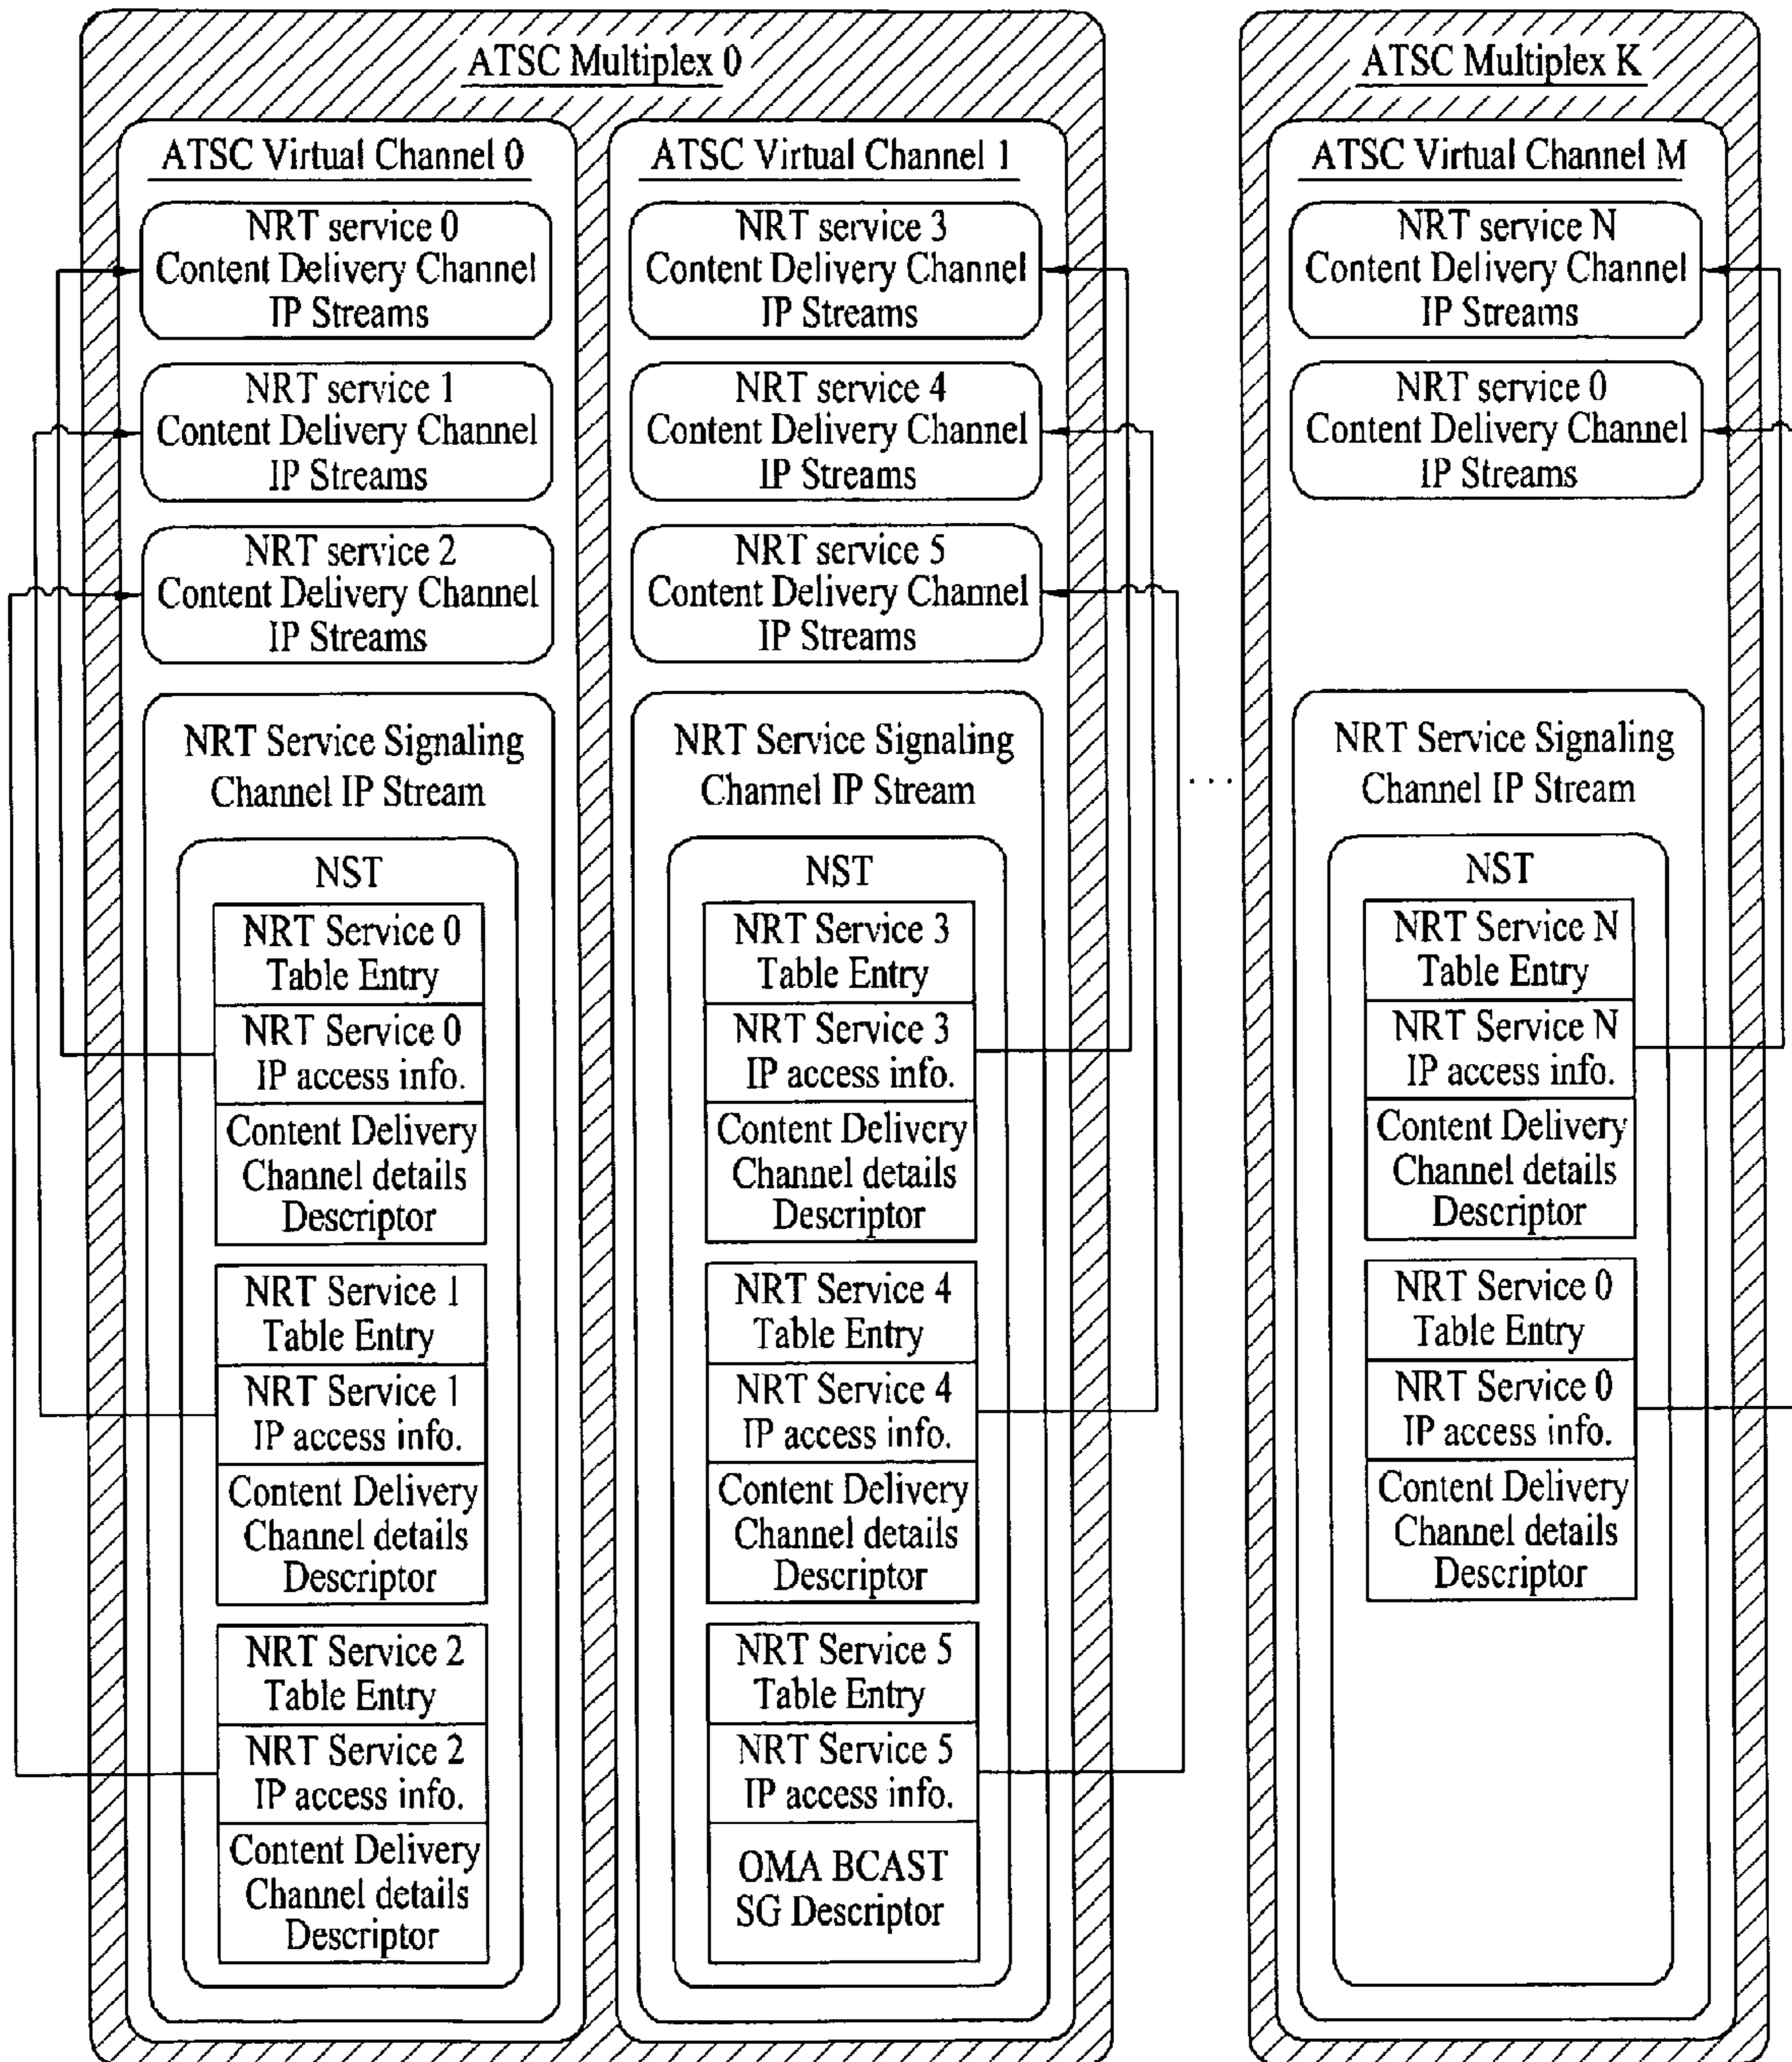 ATSC Multiplex 0
ATSC Virtual Channel 0
NRT service 0
Content Delivery Channel
IP Streams
NRT service 1
Content Delivery Channel
IP Streams
NRT service 2
Content Delivery Channel
IP Streams
NRT Service Signaling
Channel IP Stream
NST
NRT Service 0
Table Entry
NRT Service 0
IP access info.
Content Delivery
Channel details
Descriptor
NRT Service 1
Table Entry
NRT Service 1
IP access info.
Content Delivery
Channel details
Descriptor
NRT Service 2
Table Entry
NRT Service 2
IP access info.
Content Delivery
Channel details
Descriptor
ATSC Virtual Channel 1
NRT service 3
Content Delivery Channel
IP Streams
NRT service 4
Content Delivery Channel
IP Streams
NRT service 5
Content Delivery Channel
IP Streams
NRT Service Signaling
Channel IP Stream
NST
NRT Service 3
Table Entry
NRT Service 3
IP access info.
Content Delivery
Channel details
Descriptor
NRT Service 4
Table Entry
NRT Service 4
IP access info.
Content Delivery
Channel details
Descriptor
NRT Service 5
Table Entry
NRT Service 5
IP access info.
OMA BCAST
SG Descriptor
...
ATSC Multiplex K
ATSC Virtual Channel M
NRT service N
Content Delivery Channel
IP Streams
NRT service 0
Content Delivery Channel
IP Streams
NRT Service Signaling
Channel IP Stream
NST
NRT Service N
Table Entry
NRT Service N
IP access info.
Content Delivery
Channel details
Descriptor
NRT Service 0
Table Entry
NRT Service 0
IP access info.
Content Delivery
Channel details
Descriptor